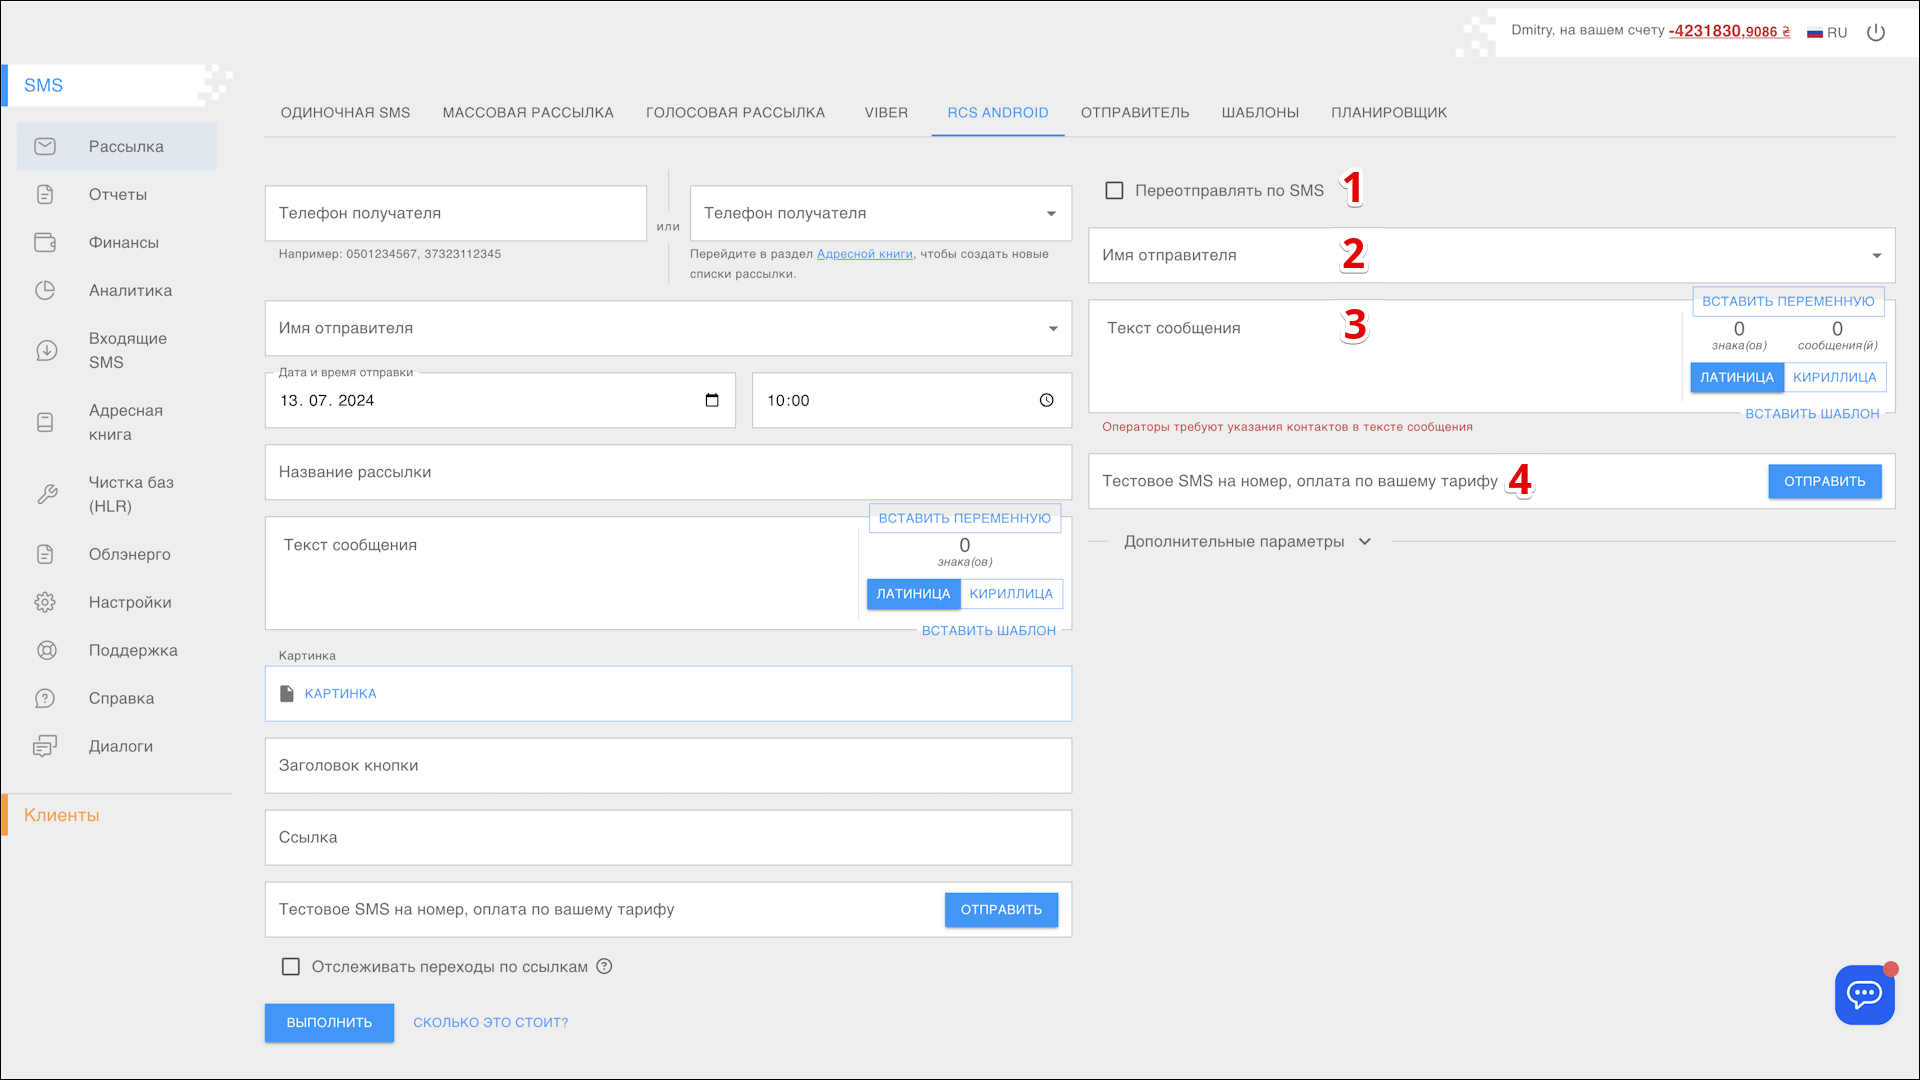 Dmitry, на вашем счету -4231830,9086 ₴
RU
SMS
Рассылка
Отчеты
Финансы
Аналитика
Входящие
SMS
Адресная
книга
Чистка баз
(HLR)
Облэнерго
Настройки
Поддержка
Справка
Диалоги
Клиенты
ОДИНОЧНАЯ SMS
МАССОВАЯ РАССЫЛКА
ГОЛОСОВАЯ РАССЫЛКА
VIBER
RCS ANDROID
ОТПРАВИТЕЛЬ
ШАБЛОНЫ
ПЛАНИРОВЩИК
Телефон получателя
Например: 0501234567, 37323112345
или
Телефон получателя
Перейдите в раздел Адресной книги, чтобы создать новые
списки рассылки.
Имя отправителя
Дата и время отправки
13. 07. 2024
10:00
Название рассылки
Текст сообщения
ВСТАВИТЬ ПЕРЕМЕННУЮ
0
знака(ов)
ЛАТИНИЦА
КИРИЛЛИЦА
ВСТАВИТЬ ШАБЛОН
Картинка
КАРТИНКА
Заголовок кнопки
Ссылка
Тестовое SMS на номер, оплата по вашему тарифу
ОТПРАВИТЬ
Отслеживать переходы по ссылкам ?
ВЫПОЛНИТЬ
СКОЛЬКО ЭТО СТОИТ?
Переотправлять по SMS 1
Имя отправителя 2
Текст сообщения 3
ВСТАВИТЬ ПЕРЕМЕННУЮ
0 0
знака(ов) сообщения(й)
ЛАТИНИЦА
КИРИЛЛИЦА
ВСТАВИТЬ ШАБЛОН
Операторы требуют указания контактов в тексте сообщения
Тестовое SMS на номер, оплата по вашему тарифу 4
ОТПРАВИТЬ
Дополнительные параметры